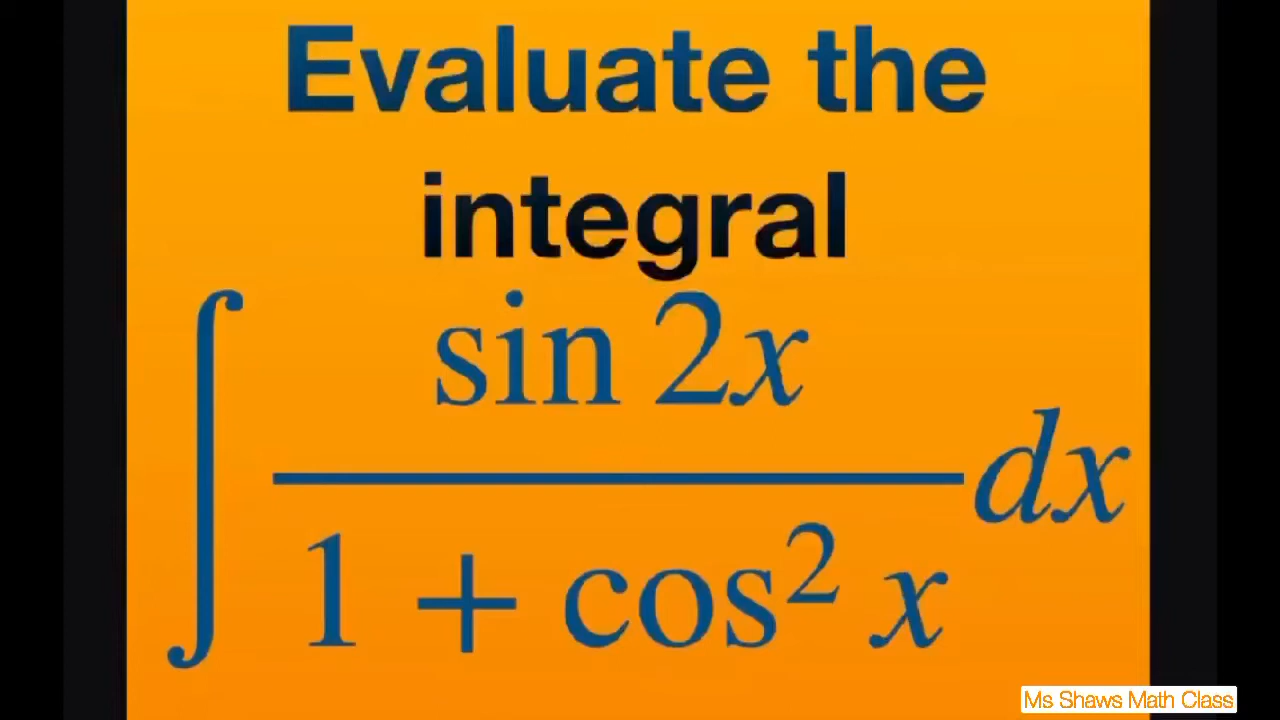 Evaluate the
integral
∫ sin 2x / 1 + cos² x dx
Ms Shaws Math Class